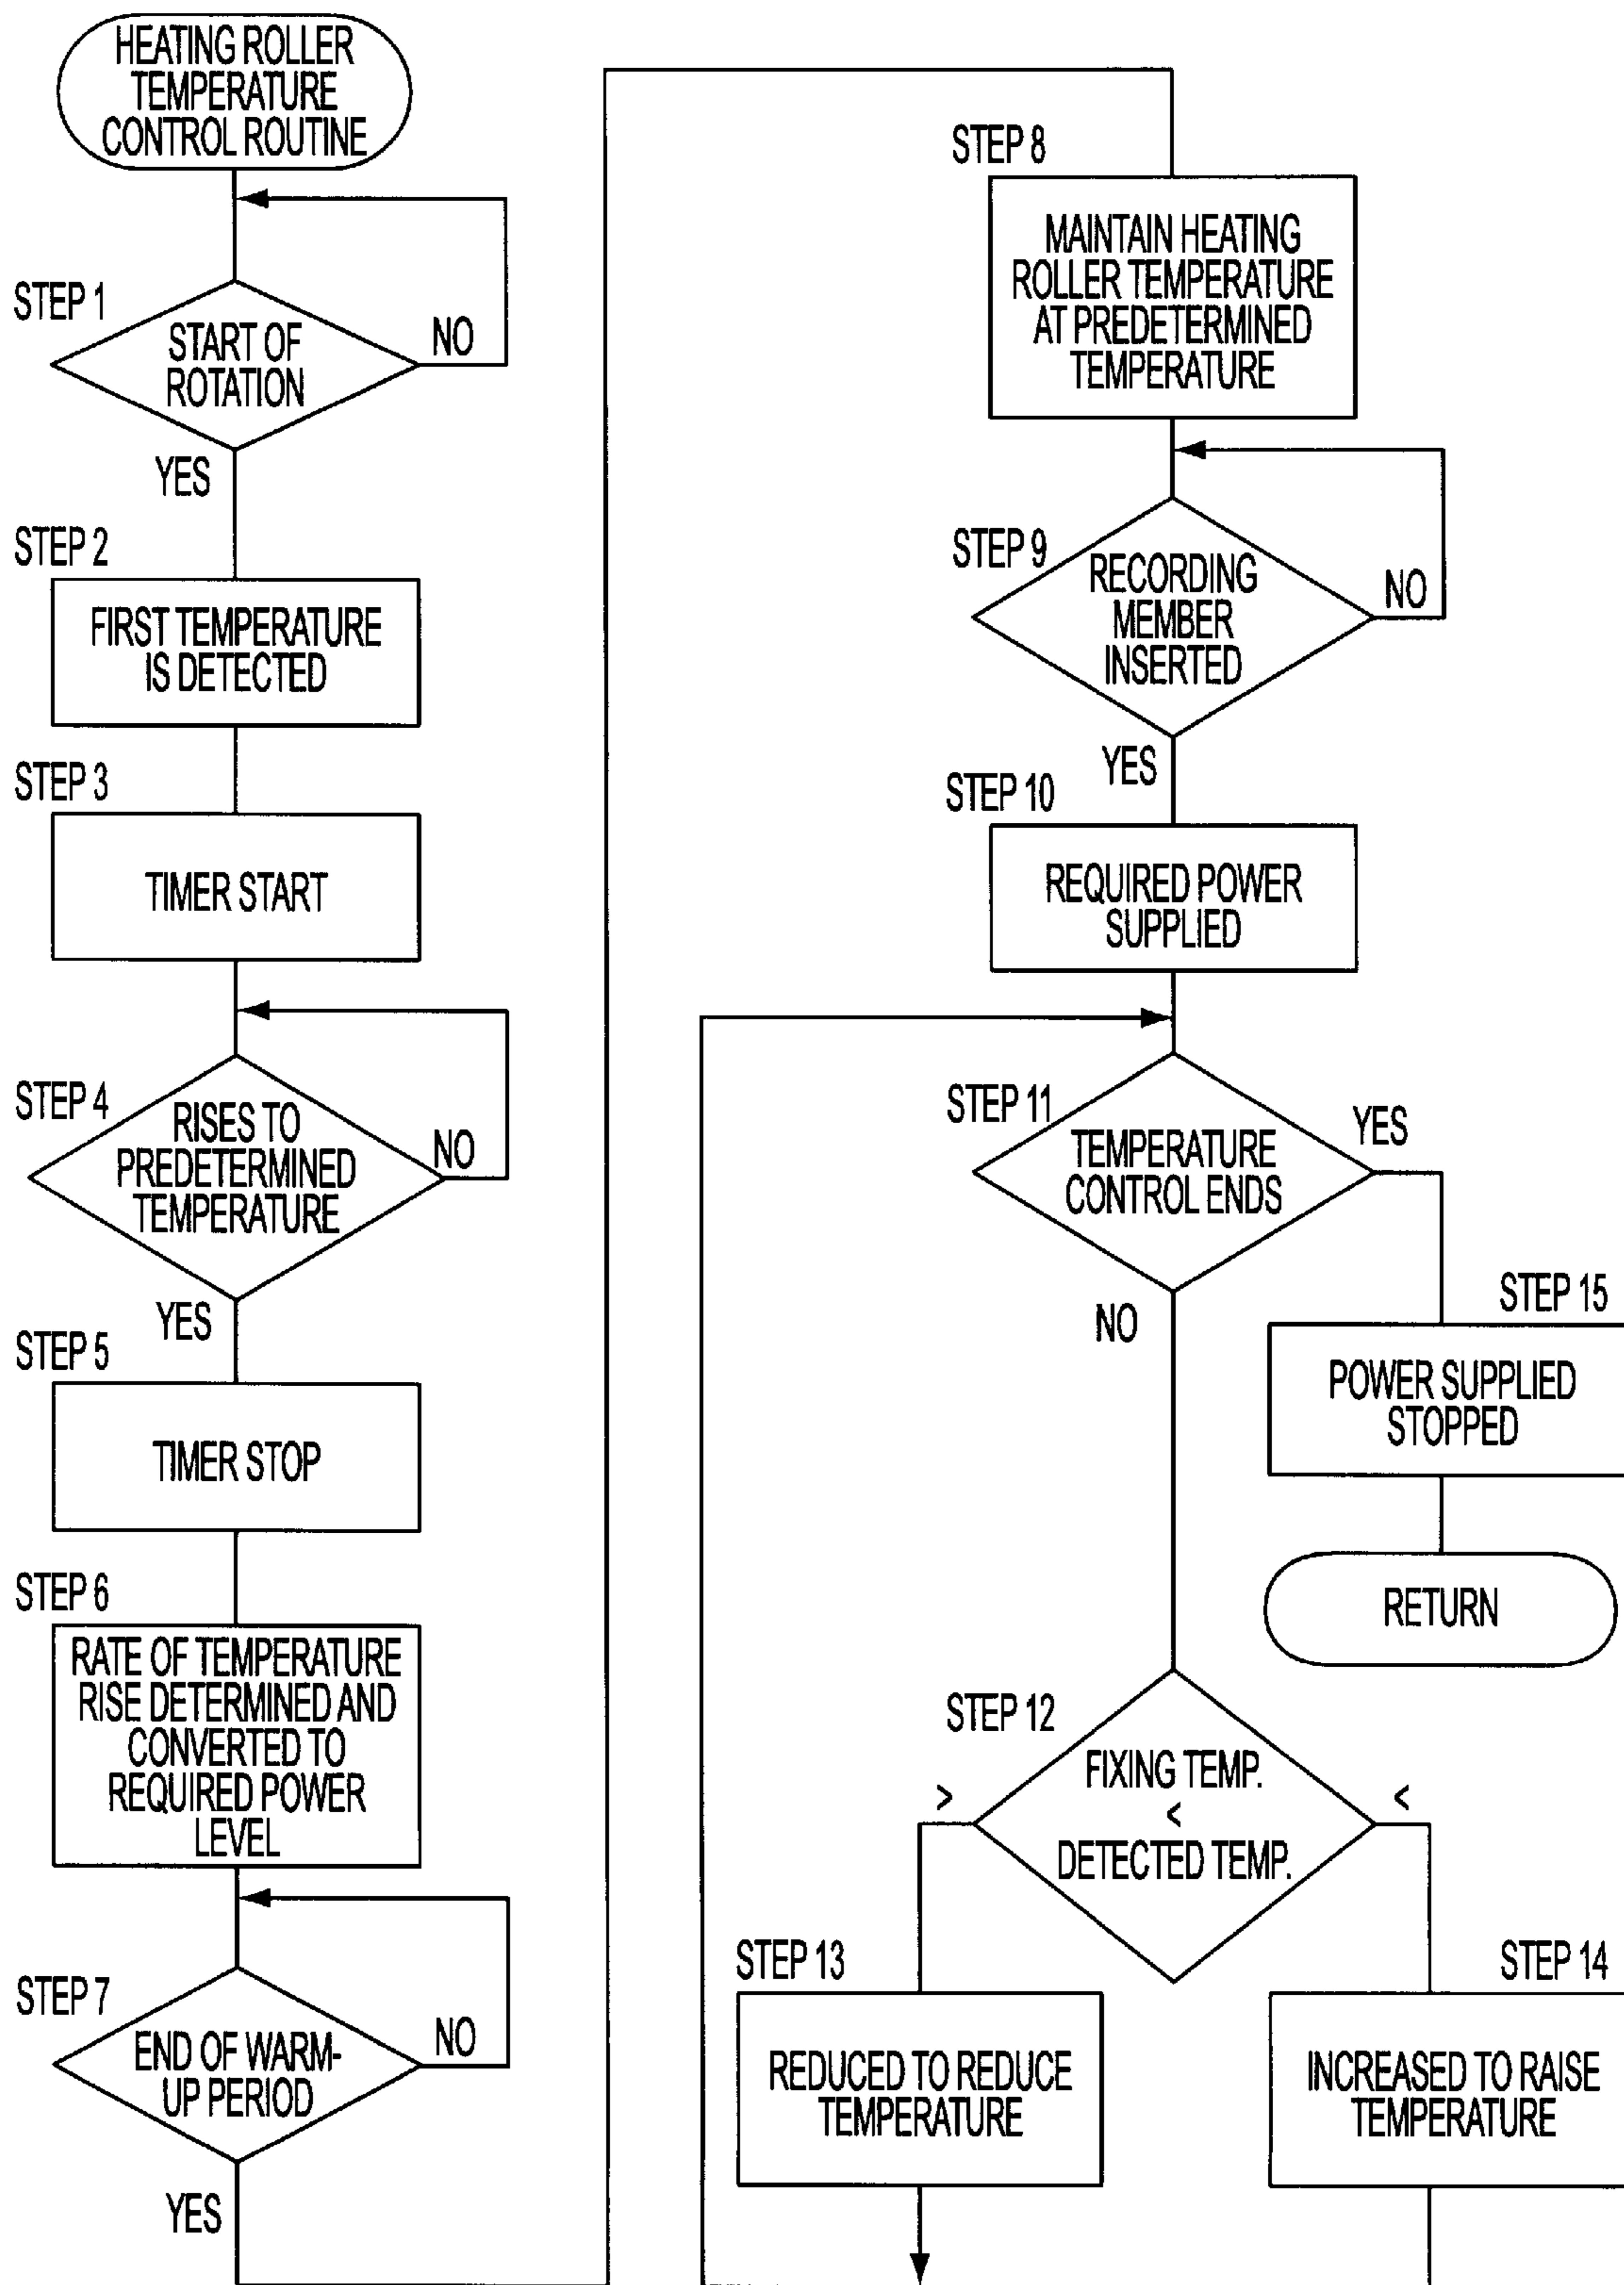 HEATING ROLLER
TEMPERATURE
CONTROL ROUTINE
STEP 1
START OF
ROTATION
NO
YES
STEP 2
FIRST TEMPERATURE
IS DETECTED
STEP 3
TIMER START
STEP 4
RISES TO
PREDETERMINED
TEMPERATURE
NO
YES
STEP 5
TIMER STOP
STEP 6
RATE OF TEMPERATURE
RISE DETERMINED AND
CONVERTED TO
REQUIRED POWER
LEVEL
STEP 7
END OF WARM-
UP PERIOD
NO
YES
STEP 8
MAINTAIN HEATING
ROLLER TEMPERATURE
AT PREDETERMINED
TEMPERATURE
STEP 9
RECORDING
MEMBER
INSERTED
NO
YES
STEP 10
REQUIRED POWER
SUPPLIED
STEP 11
TEMPERATURE
CONTROL ENDS
YES
NO
STEP 15
POWER SUPPLIED
STOPPED
RETURN
STEP 12
FIXING TEMP.
<
DETECTED TEMP.
>
<
STEP 13
REDUCED TO REDUCE
TEMPERATURE
STEP 14
INCREASED TO RAISE
TEMPERATURE